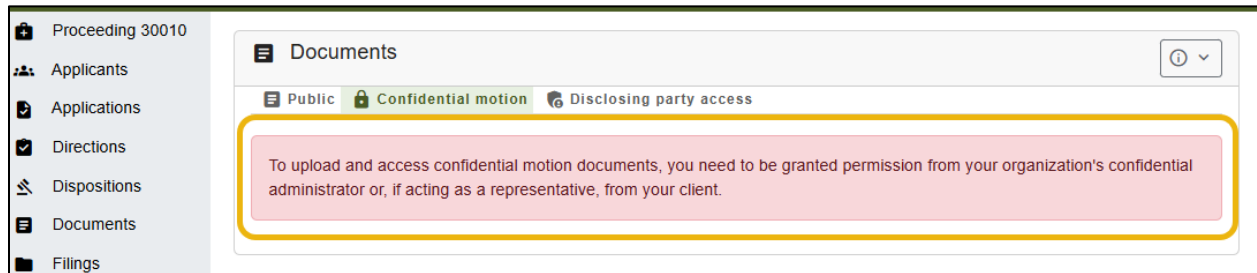 Proceeding 30010
Applicants
Applications
Directions
Dispositions
Documents
Filings
Documents
Public Confidential motion Disclosing party access
To upload and access confidential motion documents, you need to be granted permission from your organization's confidential
administrator or, if acting as a representative, from your client.